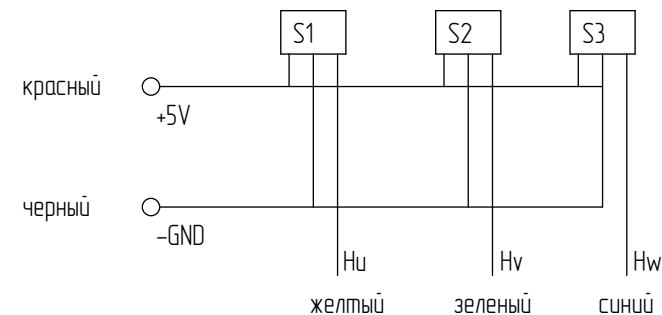 S1 S2 S3
красный
+5V
черный
-GND
Hu Hv Hw
желтый зеленый синий